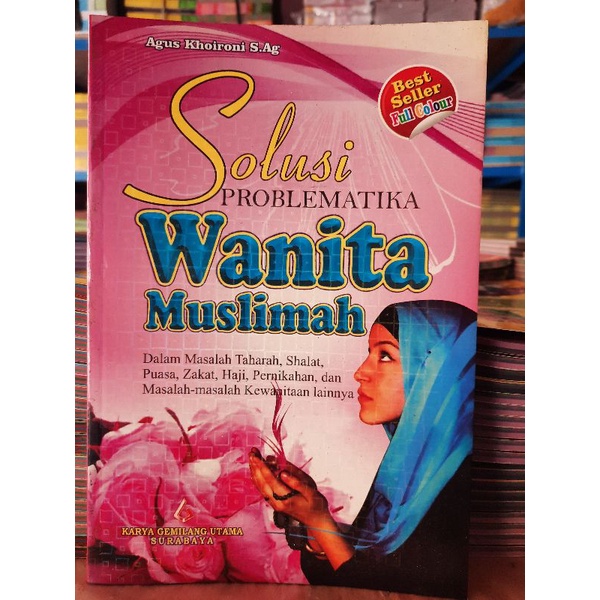 Agus Khoironi S.Ag
Best
Seller
Full Colour
Solusi
PROBLEMATIKA
Wanita
Muslimah
Dalam Masalah Taharah, Shalat,
Puasa, Zakat, Haji, Pernikahan, dan
Masalah-masalah Kewanitaan lainnya
KARYA GEMILANG UTAMA
SURABAYA